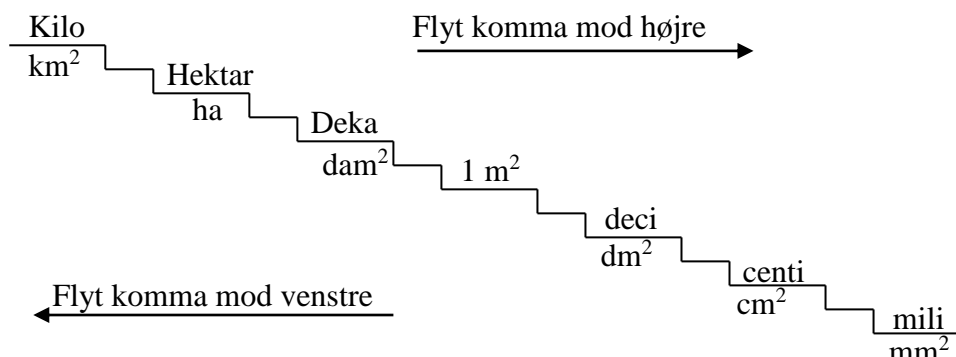 Kilo
km²
Flyt komma mod højre
Hektar
ha
Deka
dam²
1 m²
deci
dm²
centi
cm²
Flyt komma mod venstre
mili
mm²